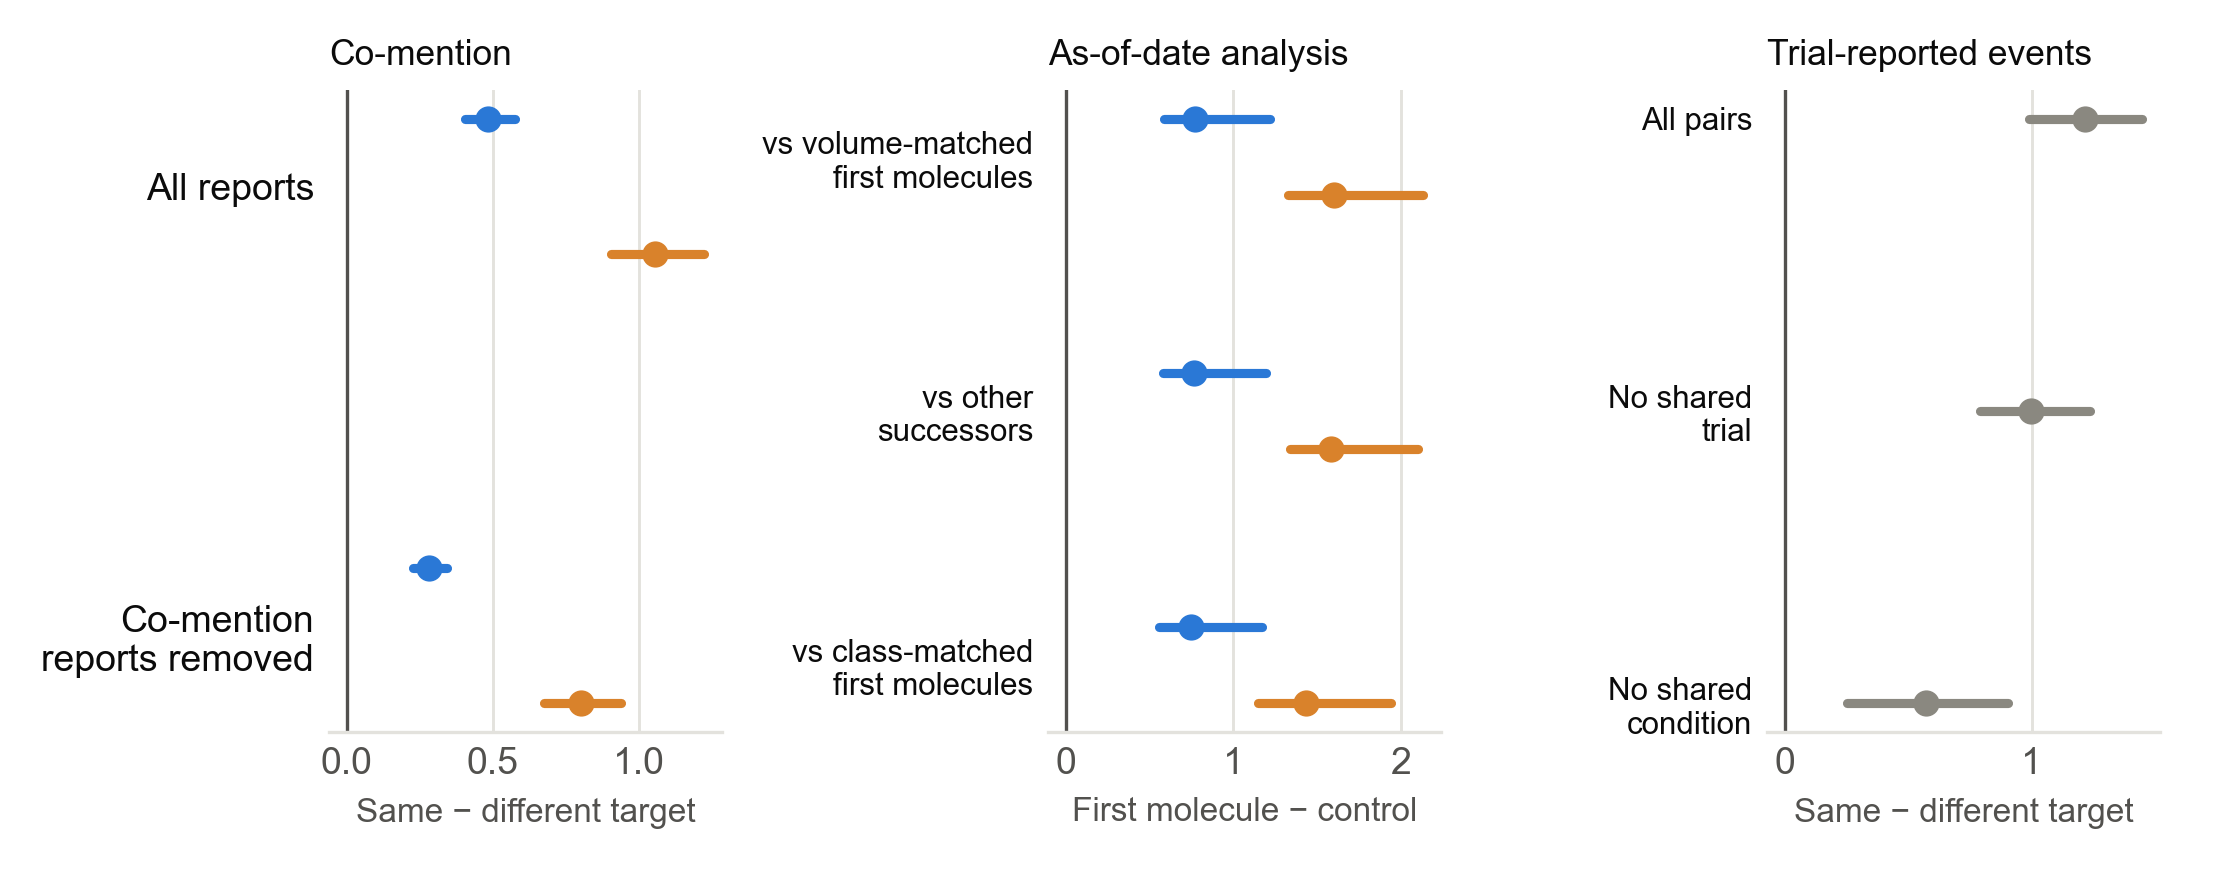 Co-mention
All reports
Co-mention
reports removed
0.0 0.5 1.0
Same − different target
As-of-date analysis
vs volume-matched
first molecules
vs other
successors
vs class-matched
first molecules
0 1 2
First molecule − control
Trial-reported events
All pairs
No shared
trial
No shared
condition
0 1
Same − different target